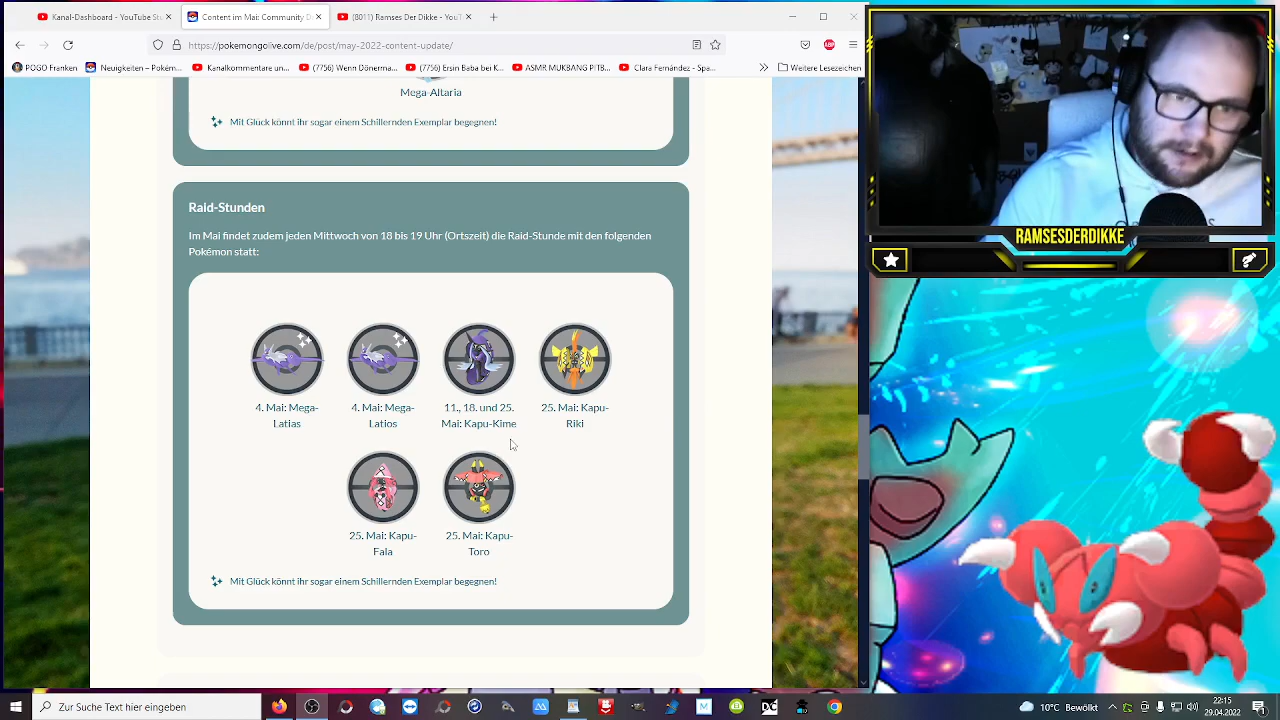 Kanal-Dashboard - YouTube St
Content im Mai: Community D
(801) Ramses Der Dikke - YouT
https://pokemongolive.com/de/post/may-2022-content-update/
POGO Franken
Neuigkeiten – Pokém...
Kanalkommentare un...
(776) Wenn Dönerma...
(7756) Ersin Baba bei K...
ASMR MUKBANG PITB...
Clara Fernández - Spa...
Weitere Lesezeichen
Mega-Altaria
Mit Glück könnt ihr sogar einem Schillernden Exemplar begegnen!
Raid-Stunden
Im Mai findet zudem jeden Mittwoch von 18 bis 19 Uhr (Ortszeit) die Raid-Stunde mit den folgenden
Pokémon statt:
4. Mai: Mega-
Latias
4. Mai: Mega-
Latios
11., 18. und 25.
Mai: Kapu-Kime
25. Mai: Kapu-
Riki
25. Mai: Kapu-
Fala
25. Mai: Kapu-
Toro
Mit Glück könnt ihr sogar einem Schillernden Exemplar begegnen!
RAMSESDERDIKKE
Zur Suche Text hier eingeben
10°C Bewölkt
22:15
29.04.2022